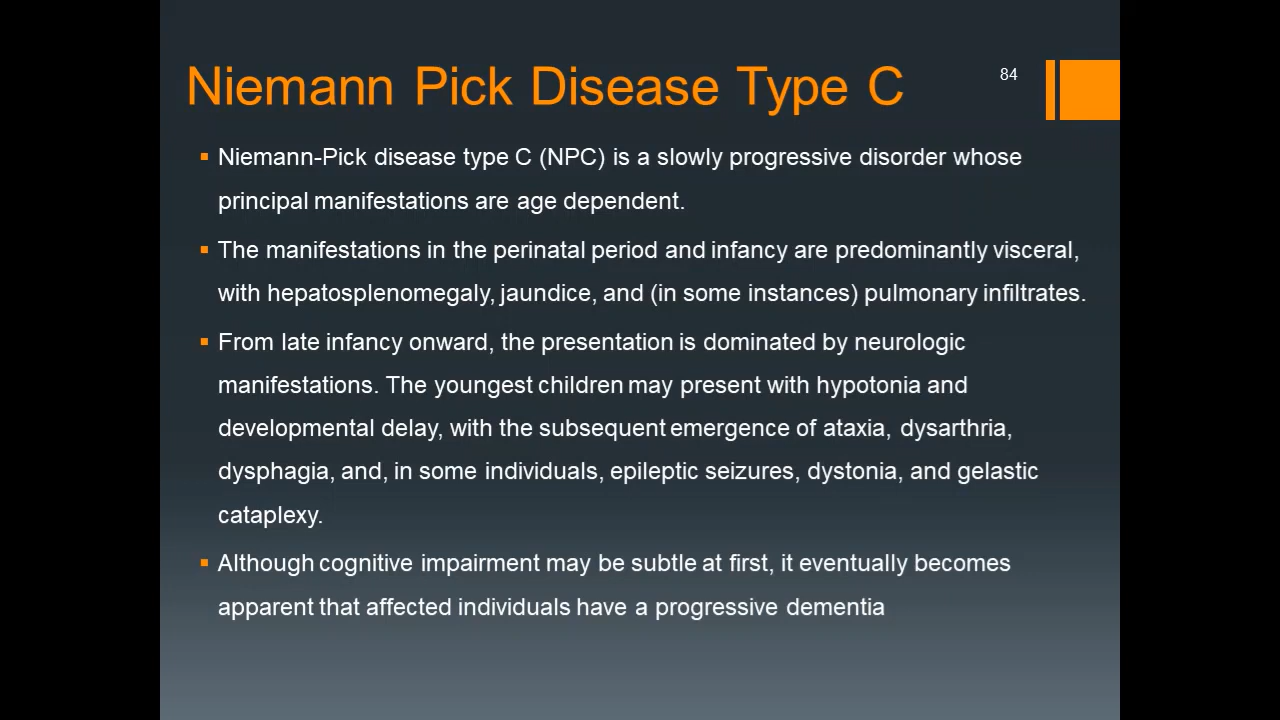 Niemann Pick Disease Type C
84
▪ Niemann-Pick disease type C (NPC) is a slowly progressive disorder whose
principal manifestations are age dependent.
▪ The manifestations in the perinatal period and infancy are predominantly visceral,
with hepatosplenomegaly, jaundice, and (in some instances) pulmonary infiltrates.
▪ From late infancy onward, the presentation is dominated by neurologic
manifestations. The youngest children may present with hypotonia and
developmental delay, with the subsequent emergence of ataxia, dysarthria,
dysphagia, and, in some individuals, epileptic seizures, dystonia, and gelastic
cataplexy.
▪ Although cognitive impairment may be subtle at first, it eventually becomes
apparent that affected individuals have a progressive dementia